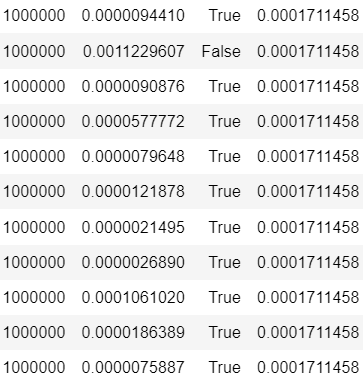 1000000 0.0000094410 True 0.0001711458
1000000 0.0011229607 False 0.0001711458
1000000 0.0000090876 True 0.0001711458
1000000 0.0000577772 True 0.0001711458
1000000 0.0000079648 True 0.0001711458
1000000 0.0000121878 True 0.0001711458
1000000 0.0000021495 True 0.0001711458
1000000 0.0000026890 True 0.0001711458
1000000 0.0001061020 True 0.0001711458
1000000 0.0000186389 True 0.0001711458
1000000 0.0000075887 True 0.0001711458